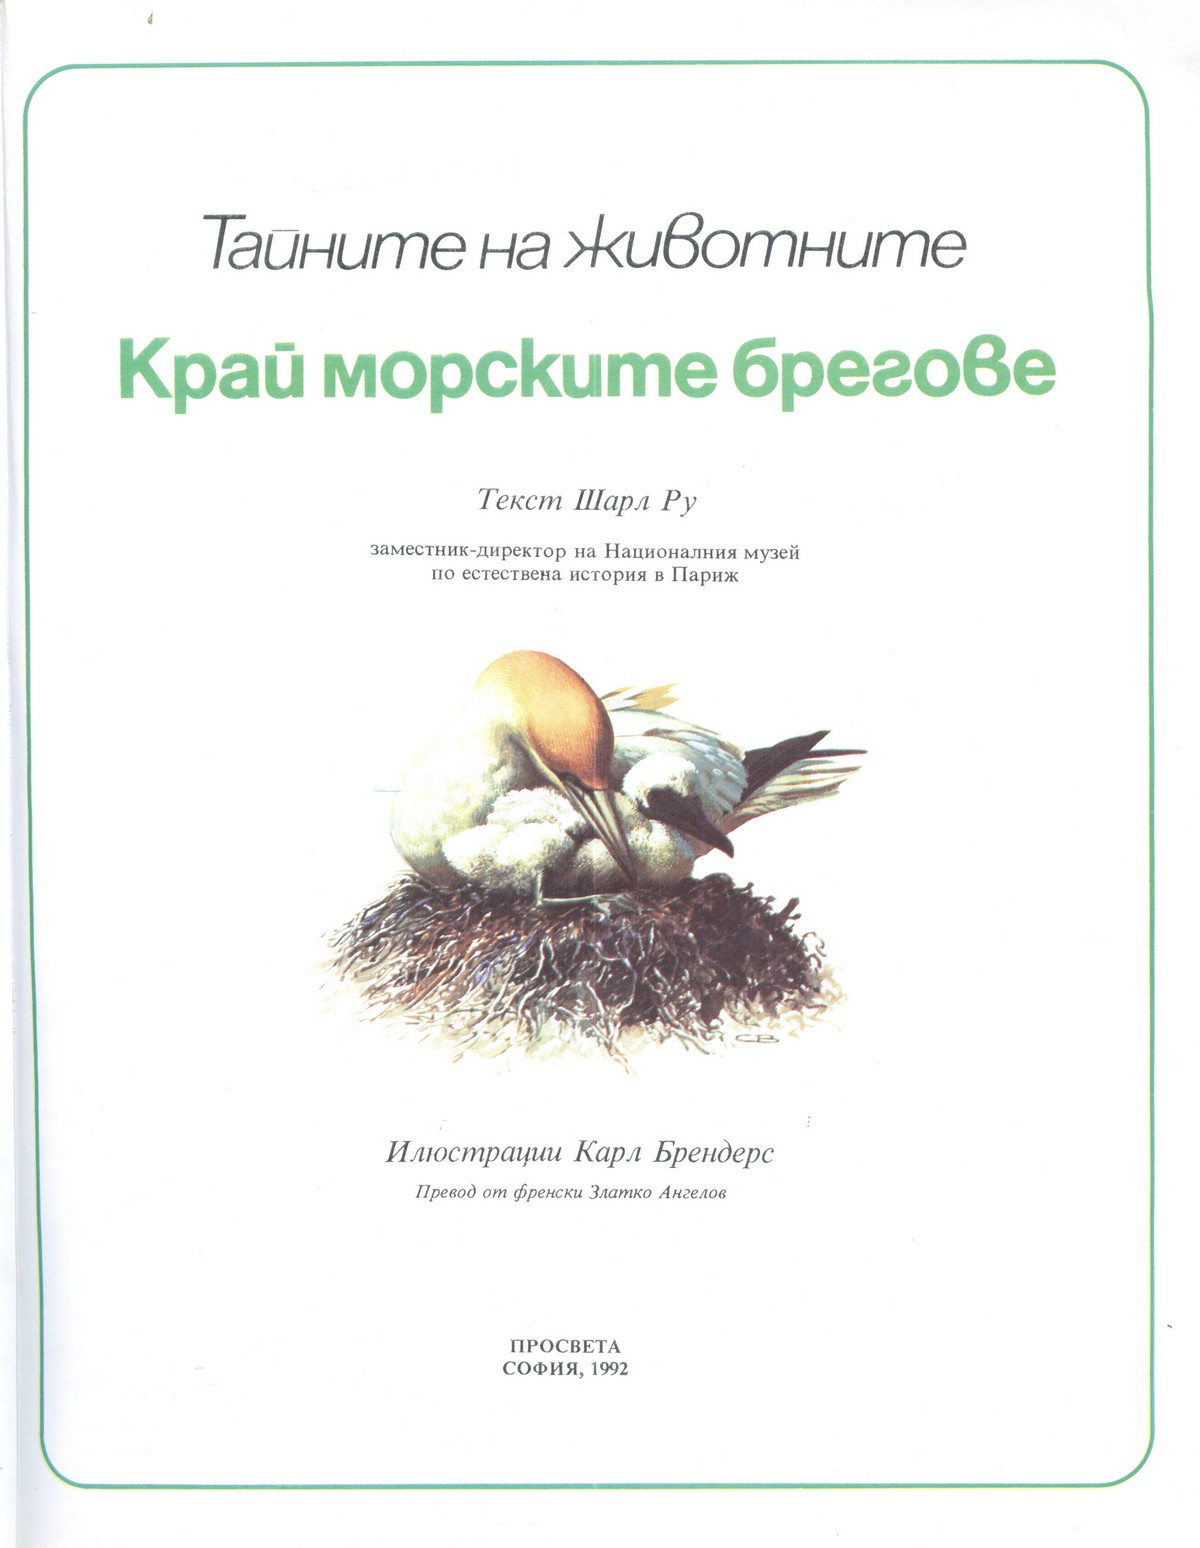 Тайните на животните
Край морските брегове
Текст Шарл Ру
заместник-директор на Националния музей
по естествена история в Париж
CB
Илюстрации Карл Брендерс
Превод от френски Златко Ангелов
ПРОСВЕТА
СОФИЯ, 1992